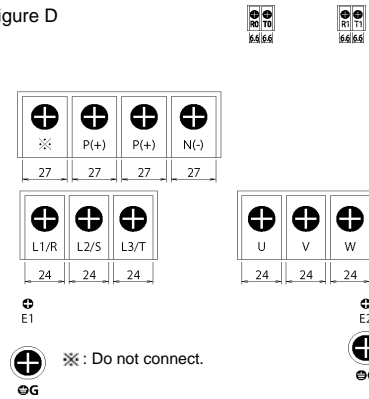 igure D
R0 T0 R1 T1
6.6 6.6 6.6 6.6
※ P(+) P(+) N(-)
27 27 27 27
L1/R L2/S L3/T U V W
24 24 24 24 24 24
E1 E2
※ : Do not connect.
G